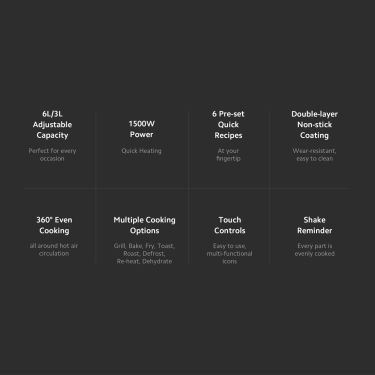 6L/3L
Adjustable
Capacity
Perfect for every
occasion
1500W
Power
Quick Heating
6 Pre-set
Quick
Recipes
At your
fingertip
Double-layer
Non-stick
Coating
Wear-resistant,
easy to clean
360° Even
Cooking
all around hot air
circulation
Multiple Cooking
Options
Grill, Bake, Fry, Toast,
Roast, Defrost,
Re-heat, Dehydrate
Touch
Controls
Easy to use,
multi-functional
icons
Shake
Reminder
Every part is
evenly cooked